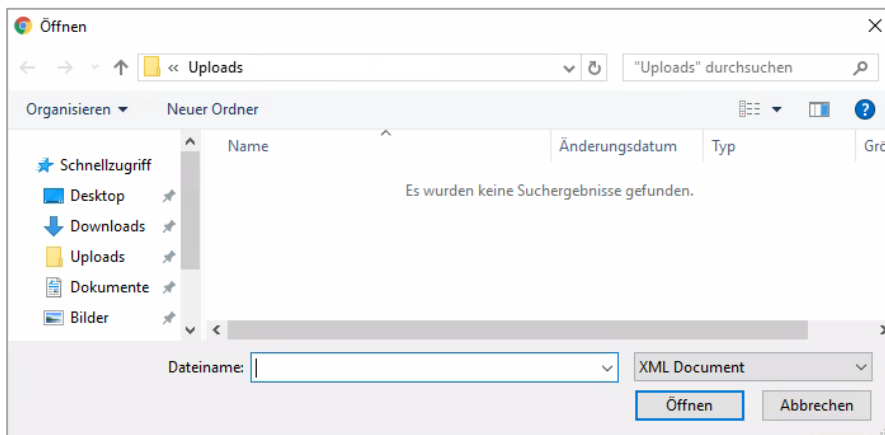 Öffnen
« Uploads
"Uploads" durchsuchen
Organisieren
Neuer Ordner
Name
Änderungsdatum
Typ
Grö
Schnellzugriff
Desktop
Downloads
Uploads
Dokumente
Bilder
Es wurden keine Suchergebnisse gefunden.
Dateiname:
XML Document
Öffnen
Abbrechen